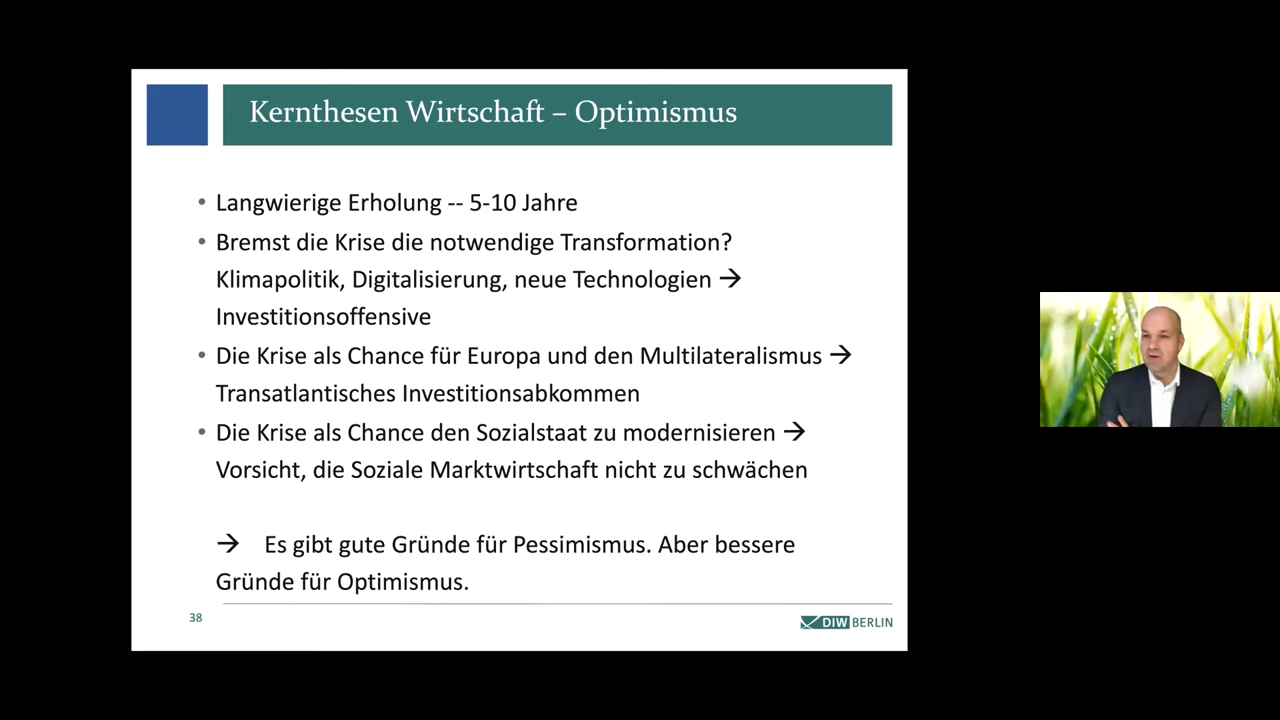 Kernthesen Wirtschaft – Optimismus
• Langwierige Erholung -- 5-10 Jahre
• Bremst die Krise die notwendige Transformation?
Klimapolitik, Digitalisierung, neue Technologien →
Investitionsoffensive
• Die Krise als Chance für Europa und den Multilateralismus →
Transatlantisches Investitionsabkommen
• Die Krise als Chance den Sozialstaat zu modernisieren →
Vorsicht, die Soziale Marktwirtschaft nicht zu schwächen
→ Es gibt gute Gründe für Pessimismus. Aber bessere
Gründe für Optimismus.
38
DIW BERLIN